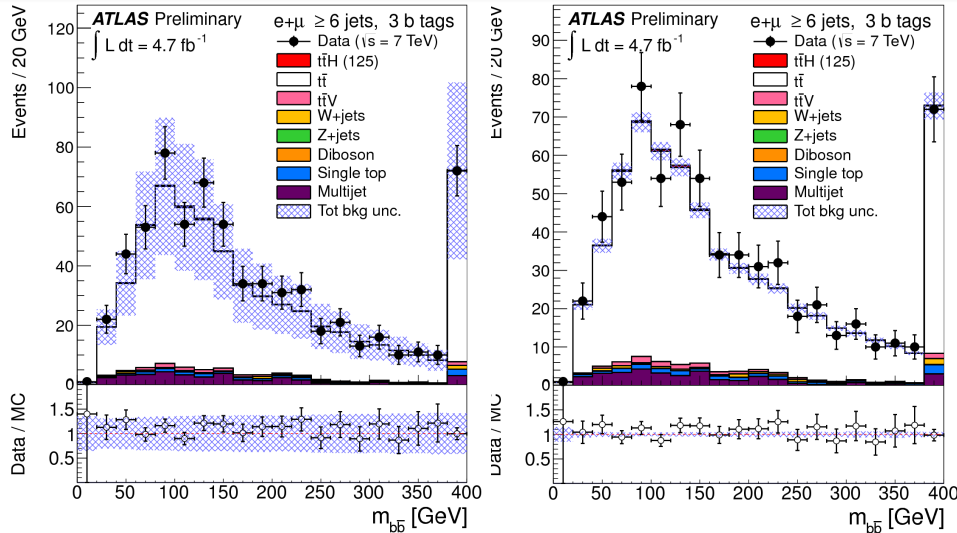 ATLAS Preliminary
∫ L dt = 4.7 fb⁻¹
e+μ ≥ 6 jets, 3 b tags
Data (√s = 7 TeV)
tt̄H (125)
tt̄
tt̄V
W+jets
Z+jets
Diboson
Single top
Multijet
Tot bkg unc.
Events / 20 GeV
120
100
80
60
40
20
0
Data / MC
1.5
1
0.5
0 50 100 150 200 250 300 350 400
m_bb̄ [GeV]
ATLAS Preliminary
∫ L dt = 4.7 fb⁻¹
e+μ ≥ 6 jets, 3 b tags
Data (√s = 7 TeV)
tt̄H (125)
tt̄
tt̄V
W+jets
Z+jets
Diboson
Single top
Multijet
Tot bkg unc.
Events / 20 GeV
90
80
70
60
50
40
30
20
10
0
Data / MC
1.5
1
0.5
0 50 100 150 200 250 300 350 400
m_bb̄ [GeV]